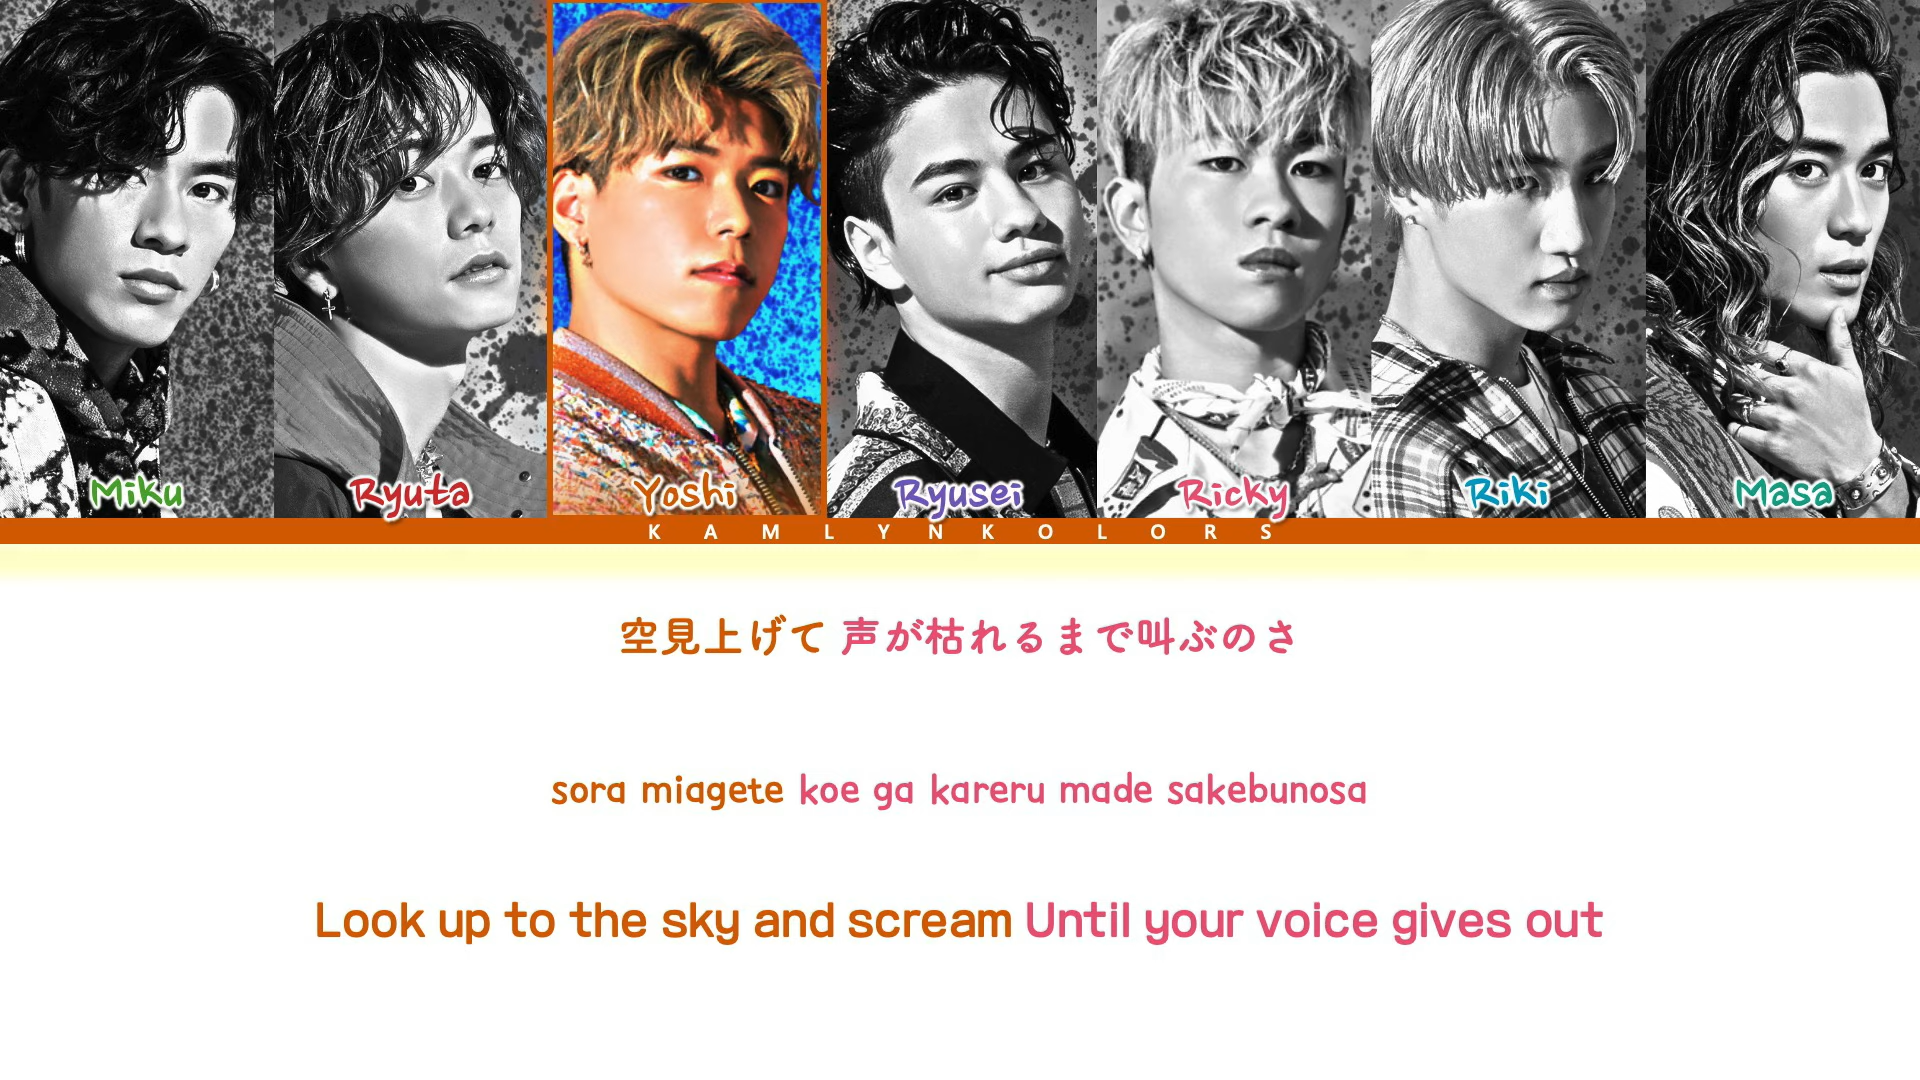 Miku Ryuta Yoshi Ryusei Ricky Riki Masa
KAMLYNKOLORS
空見上げて 声が枯れるまで叫ぶのさ
sora miagete koe ga kareru made sakebunosa
Look up to the sky and scream Until your voice gives out